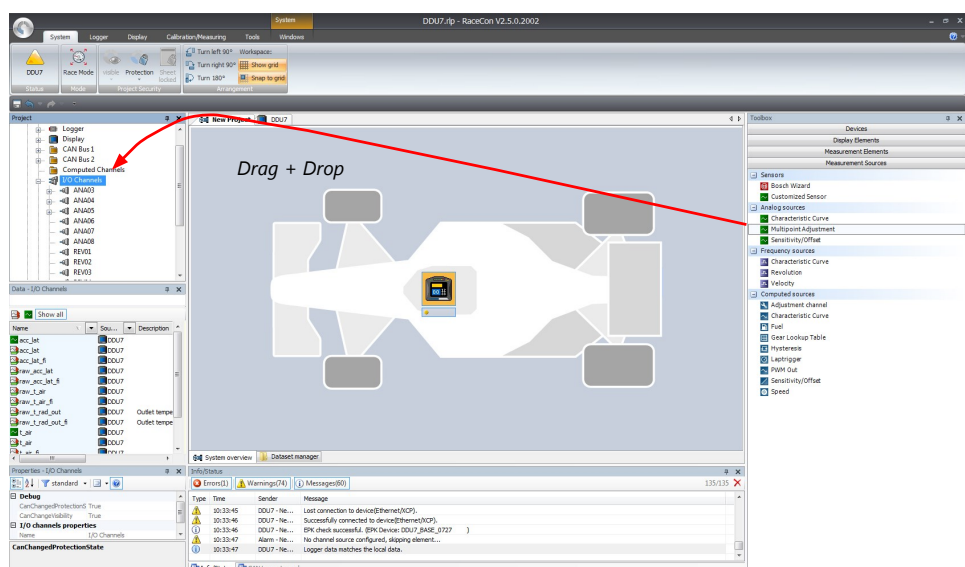 System
DDU7.rlp - RaceCon V2.5.0.2002
System Logger Display Calibration/Measuring Tools Windows
DDU7
Status
Race Mode
Mode
Visible Protection Sheet locked
Project Security
Turn left 90° Workspace:
Turn right 90° Show grid
Turn 180° Snap to grid
Arrangement
Project
Logger
Display
CAN Bus 1
CAN Bus 2
Computed Channels
I/O Channels
ANA03
ANA04
ANA05
ANA06
ANA07
ANA08
REV01
REV02
REV03
Data - I/O Channels
Show all
Name Sou... Description
acc_lat DDU7
acc_lat DDU7
acc_lat_fi DDU7
raw_acc_lat DDU7
raw_acc_lat_fi DDU7
raw_t_air DDU7
raw_t_air_fi DDU7
raw_t_rad_out DDU7 Outlet tempe
raw_t_rad_out_fi DDU7 Outlet tempe
t_air DDU7
t_air DDU7
t_air_fi DDU7
Properties - I/O Channels
standard
Debug
CanChangedProtectionS True
CanChangeVisibility True
I/O channels properties
Name I/O Channels
CanChangedProtectionState
New Project DDU7
Drag + Drop
System overview Dataset manager
Info/Status
Errors(1) Warnings(74) Messages(60) 135/135
Type Time Sender Message
10:33:45 DDU7 - Ne... Lost connection to device(Ethernet/XCP).
10:33:46 DDU7 - Ne... Successfully connected to device(Ethernet/XCP).
10:33:46 DDU7 - Ne... EPK check successful. (EPK Device: DDU7_BASE_0727 )
10:33:47 Alarm - Ne... No channel source configured, skipping element...
10:33:47 DDU7 - Ne... Logger data matches the local data.
Toolbox
Devices
Display Elements
Measurement Elements
Measurement Sources
Sensors
Bosch Wizard
Customized Sensor
Analog sources
Characteristic Curve
Multipoint Adjustment
Sensitivity/Offset
Frequency sources
Characteristic Curve
Revolution
Velocity
Computed sources
Adjustment channel
Characteristic Curve
Fuel
Gear Lookup Table
Hysteresis
Laptrigger
PWM Out
Sensitivity/Offset
Speed